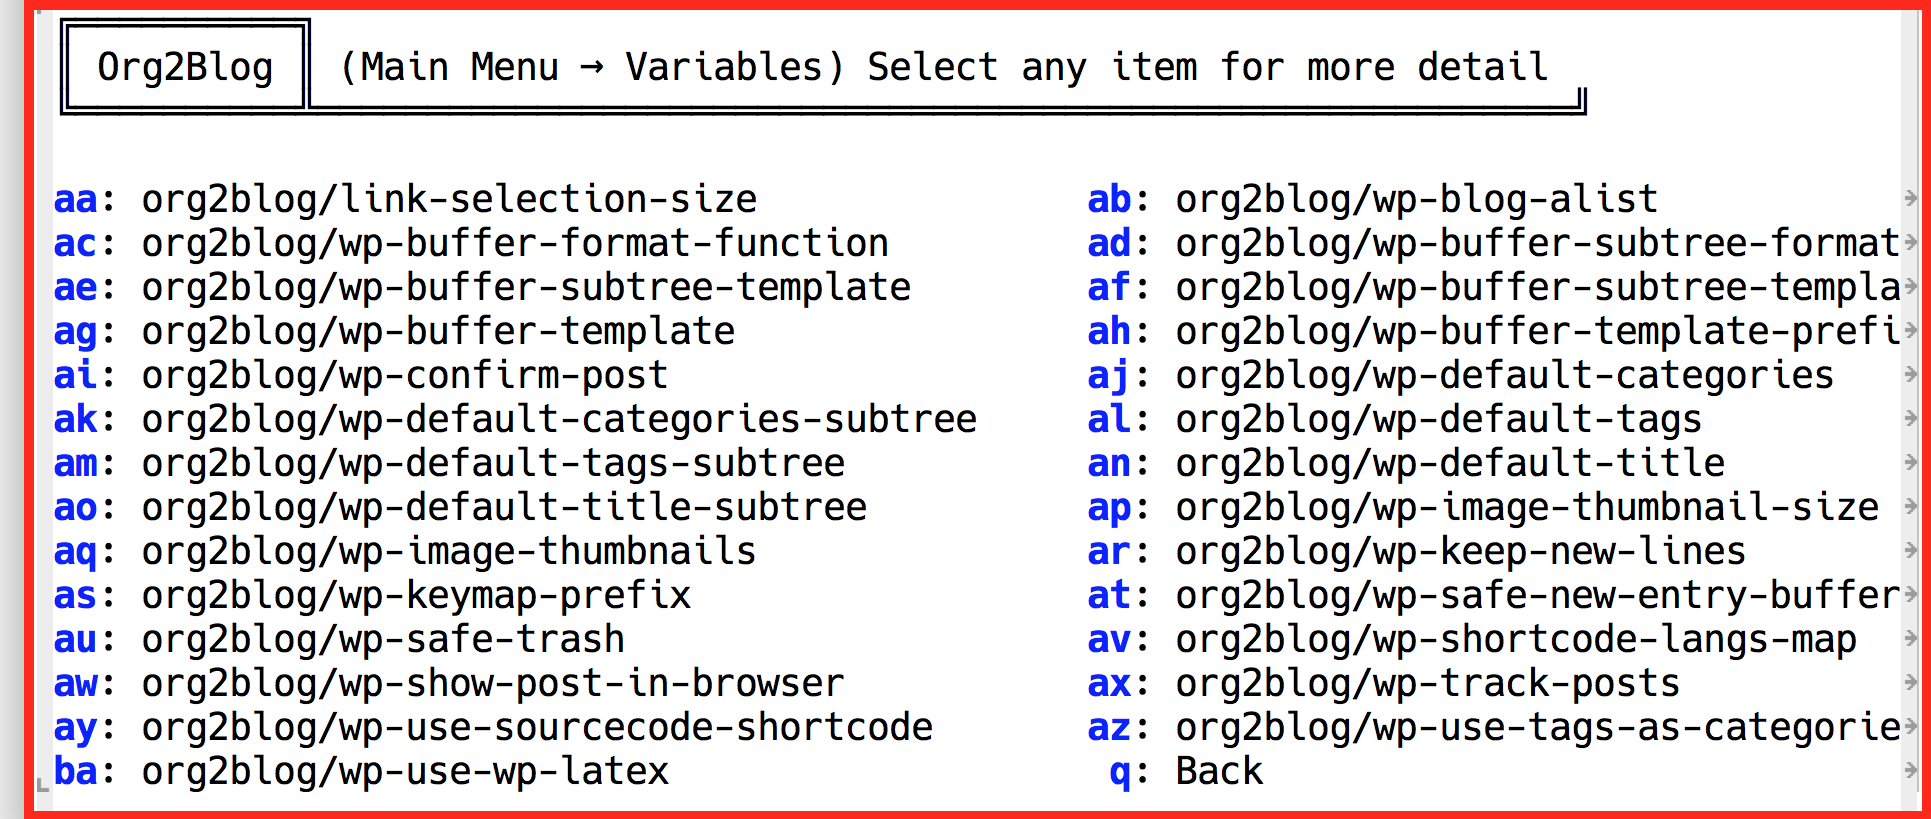 Org2Blog (Main Menu → Variables) Select any item for more detail
aa: org2blog/link-selection-size ab: org2blog/wp-blog-alist
ac: org2blog/wp-buffer-format-function ad: org2blog/wp-buffer-subtree-format
ae: org2blog/wp-buffer-subtree-template af: org2blog/wp-buffer-subtree-templa
ag: org2blog/wp-buffer-template ah: org2blog/wp-buffer-template-prefi
ai: org2blog/wp-confirm-post aj: org2blog/wp-default-categories
ak: org2blog/wp-default-categories-subtree al: org2blog/wp-default-tags
am: org2blog/wp-default-tags-subtree an: org2blog/wp-default-title
ao: org2blog/wp-default-title-subtree ap: org2blog/wp-image-thumbnail-size
aq: org2blog/wp-image-thumbnails ar: org2blog/wp-keep-new-lines
as: org2blog/wp-keymap-prefix at: org2blog/wp-safe-new-entry-buffer
au: org2blog/wp-safe-trash av: org2blog/wp-shortcode-langs-map
aw: org2blog/wp-show-post-in-browser ax: org2blog/wp-track-posts
ay: org2blog/wp-use-sourcecode-shortcode az: org2blog/wp-use-tags-as-categorie
ba: org2blog/wp-use-wp-latex q: Back